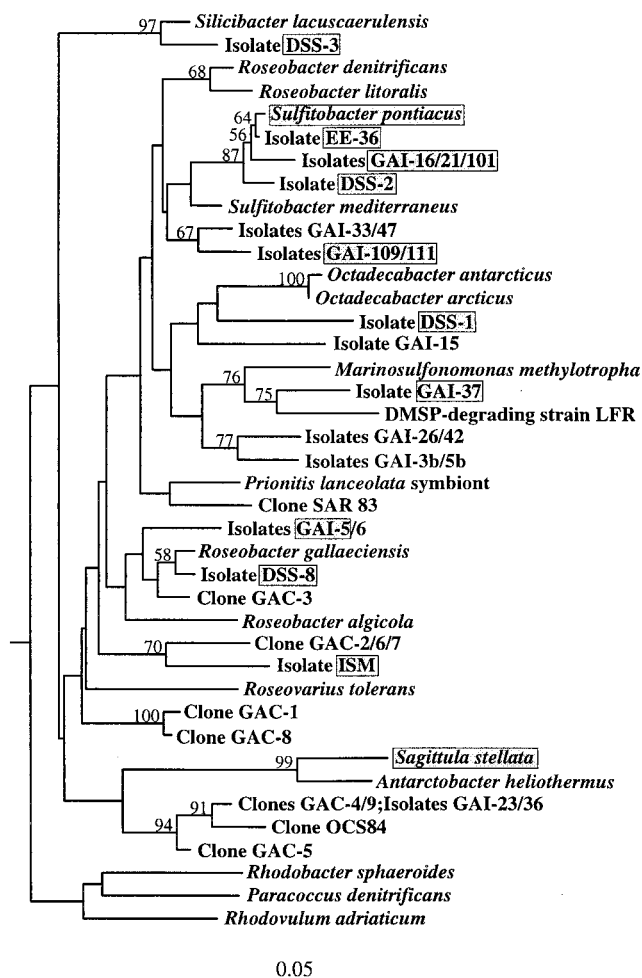 97
Silicibacter lacuscaerulensis
Isolate DSS-3
68
Roseobacter denitrificans
Roseobacter litoralis
64
Sulfitobacter pontiacus
56
Isolate EE-36
Isolates GAI-16/21/101
87
Isolate DSS-2
Sulfitobacter mediterraneus
Isolates GAI-33/47
67
Isolates GAI-109/111
100
Octadecabacter antarcticus
Octadecabacter arcticus
Isolate DSS-1
Isolate GAI-15
Marinosulfonomonas methylotropha
76
75
Isolate GAI-37
DMSP-degrading strain LFR
77
Isolates GAI-26/42
Isolates GAI-3b/5b
Prionitis lanceolata symbiont
Clone SAR 83
Isolates GAI-5/6
58
Roseobacter gallaeciensis
Isolate DSS-8
Clone GAC-3
Roseobacter algicola
70
Clone GAC-2/6/7
Isolate ISM
Roseovarius tolerans
100
Clone GAC-1
Clone GAC-8
99
Sagittula stellata
Antarctobacter heliothermus
91
Clones GAC-4/9;Isolates GAI-23/36
94
Clone OCS84
Clone GAC-5
Rhodobacter sphaeroides
Paracoccus denitrificans
Rhodovulum adriaticum
0.05